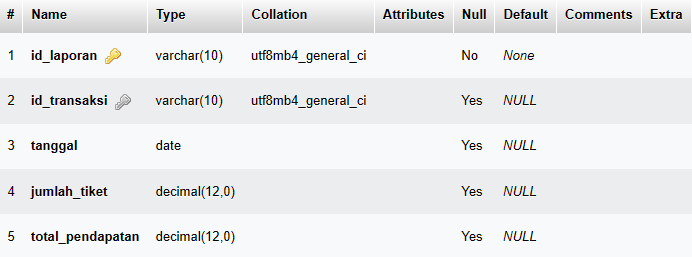 # Name Type Collation Attributes Null Default Comments Extra
1 id_laporan varchar(10) utf8mb4_general_ci No None
2 id_transaksi varchar(10) utf8mb4_general_ci Yes NULL
3 tanggal date Yes NULL
4 jumlah_tiket decimal(12,0) Yes NULL
5 total_pendapatan decimal(12,0) Yes NULL